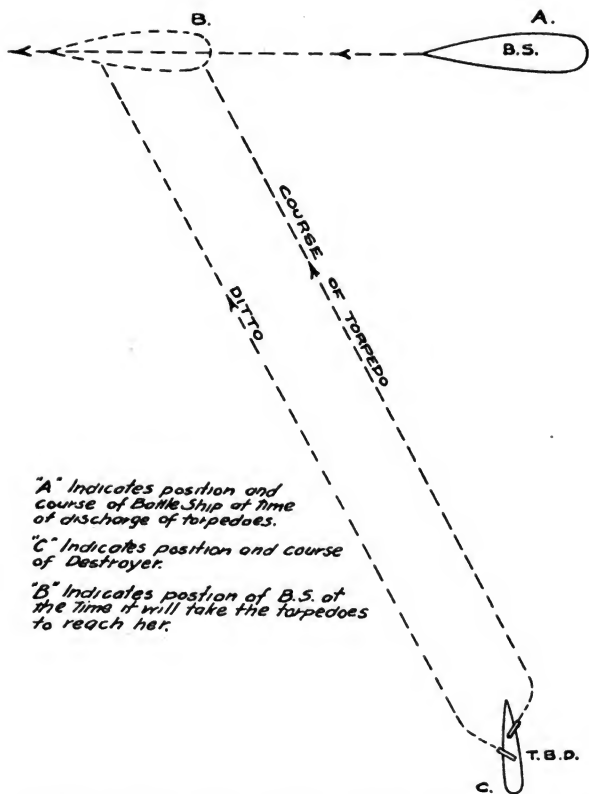 B.
A.
B.S.
COURSE OF TORPEDO
DITTO
"A" Indicates position and
course of Battle Ship at Time
of discharge of torpedoes.
"C" Indicates position and course
of Destroyer.
"B" Indicates postion of B.S. at
the Time it will take the torpedoes
to reach her.
T.B.D.
C.